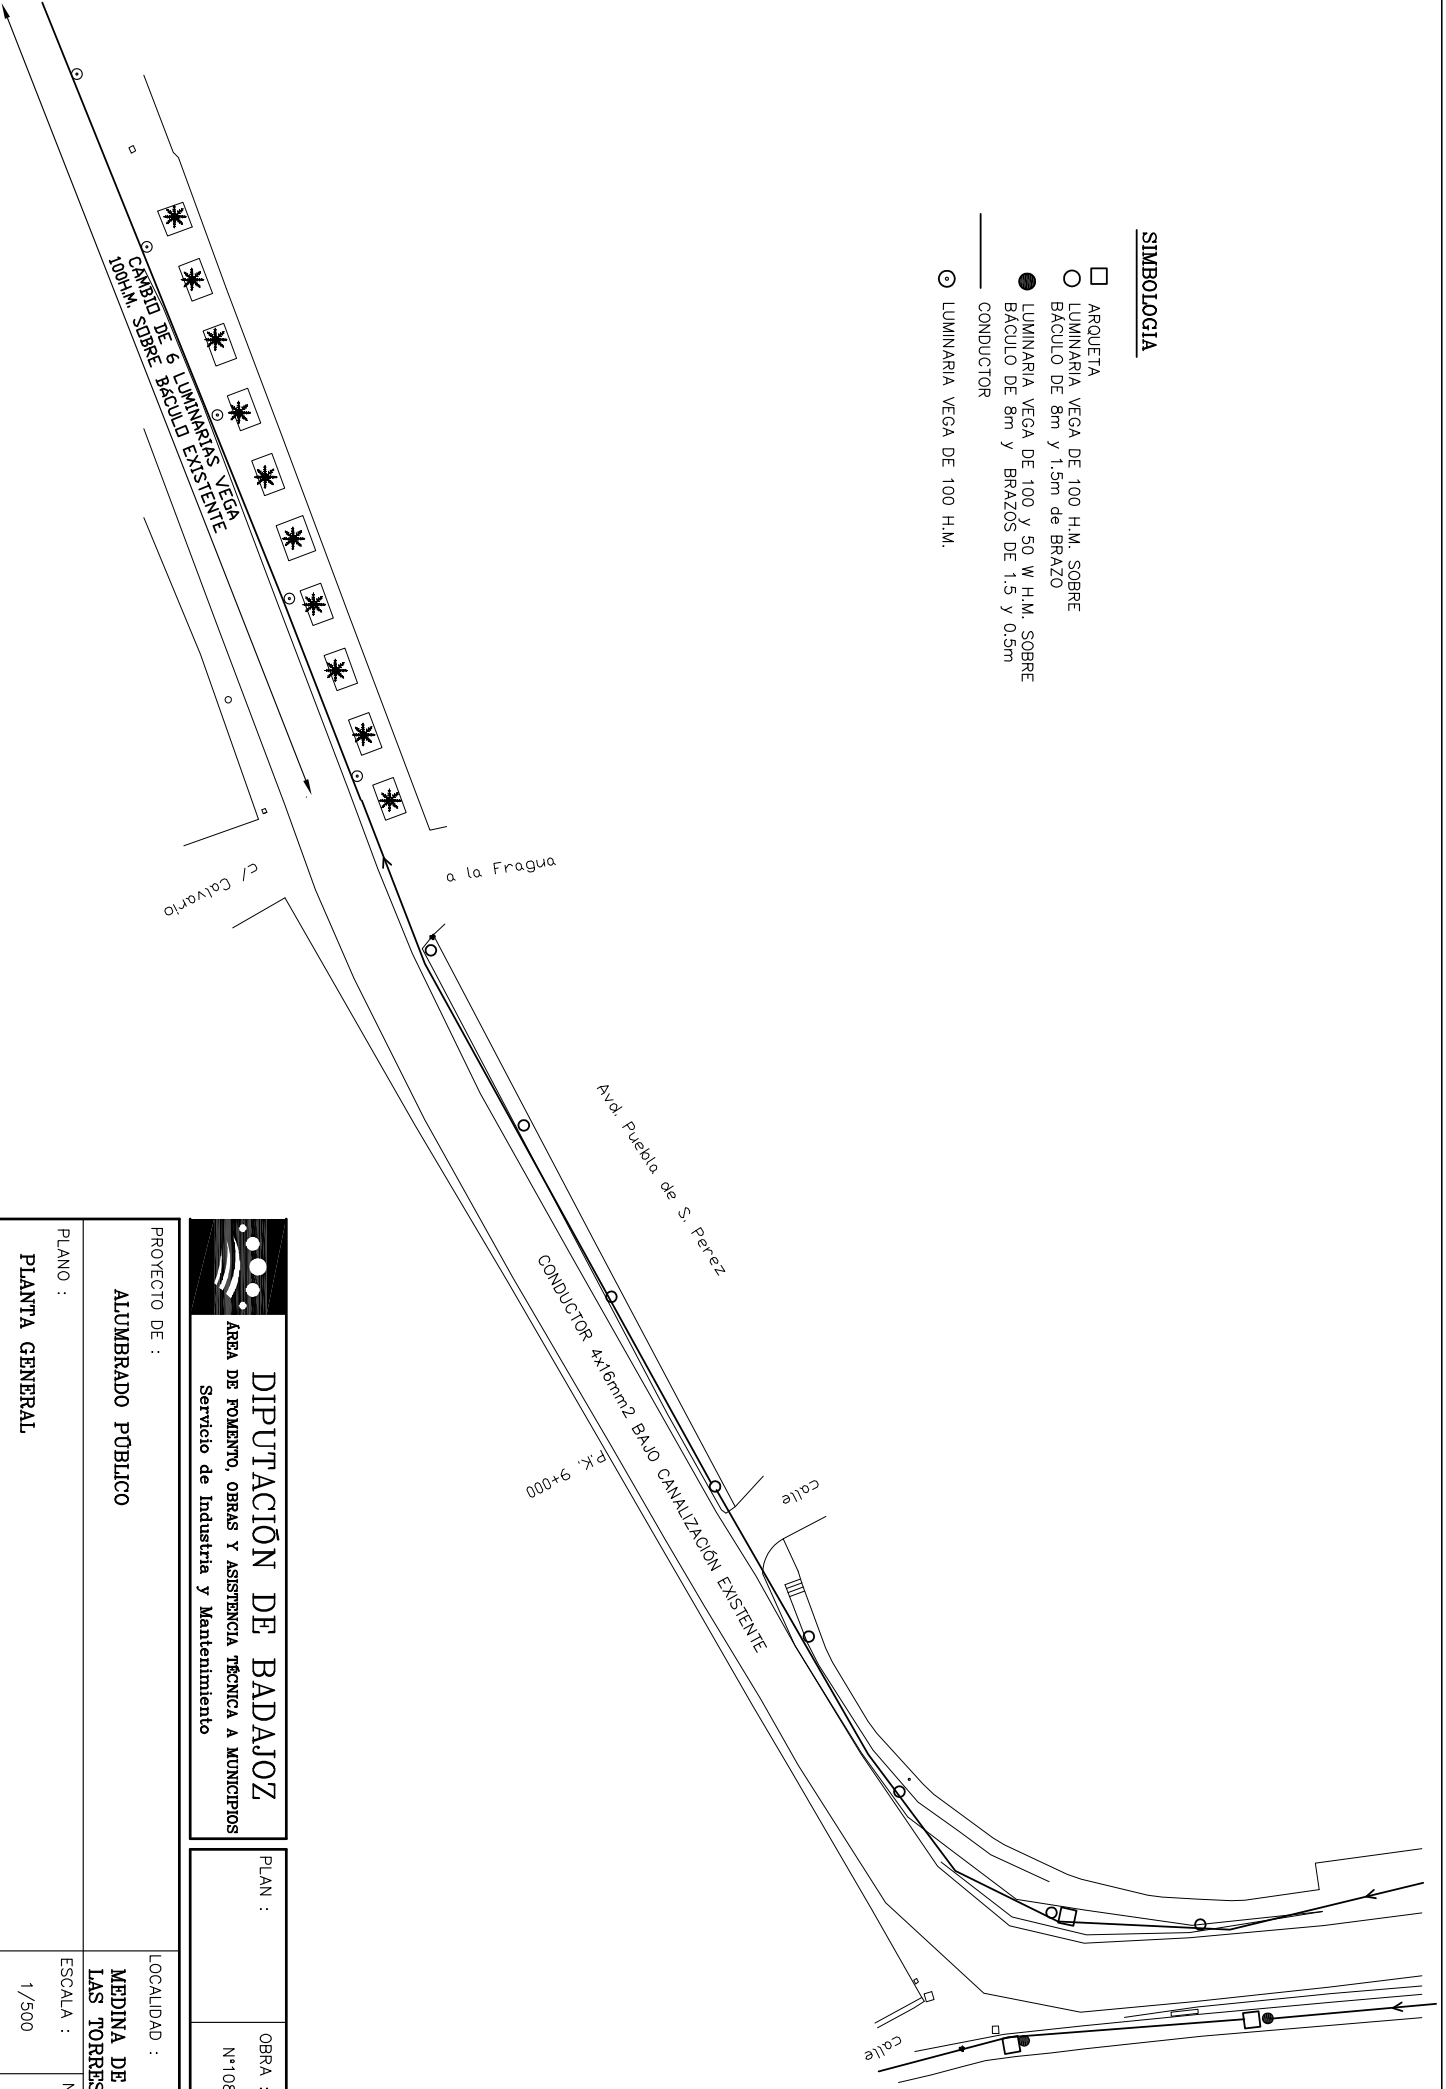 SIMBOLOGIA
ARQUETA
LUMINARIA VEGA DE 100 H.M. SOBRE
BÁCULO DE 8m y 1.5m de BRAZO
LUMINARIA VEGA DE 100 y 50 W H.M. SOBRE
BÁCULO DE 8m y BRAZOS DE 1.5 y 0.5m
CONDUCTOR
LUMINARIA VEGA DE 100 H.M.
CAMBIO DE 6 LUMINARIAS VEGA
100H.M. SOBRE BÁCULO EXISTENTE
a la Fragua
c/ Calvario
Avd. Puebla de S. Perez
CONDUCTOR 4x16mm2 BAJO CANALIZACIÓN EXISTENTE
P.K. 9+000
calle
calle
DIPUTACIÓN DE BADAJOZ
ÁREA DE FOMENTO, OBRAS Y ASISTENCIA TÉCNICA A MUNICIPIOS
Servicio de Industria y Mantenimiento
PLAN :
OBRA :
Nº108
PROYECTO DE :
ALUMBRADO PÚBLICO
LOCALIDAD :
MEDINA DE
LAS TORRES
PLANO :
PLANTA GENERAL
ESCALA :
1/500